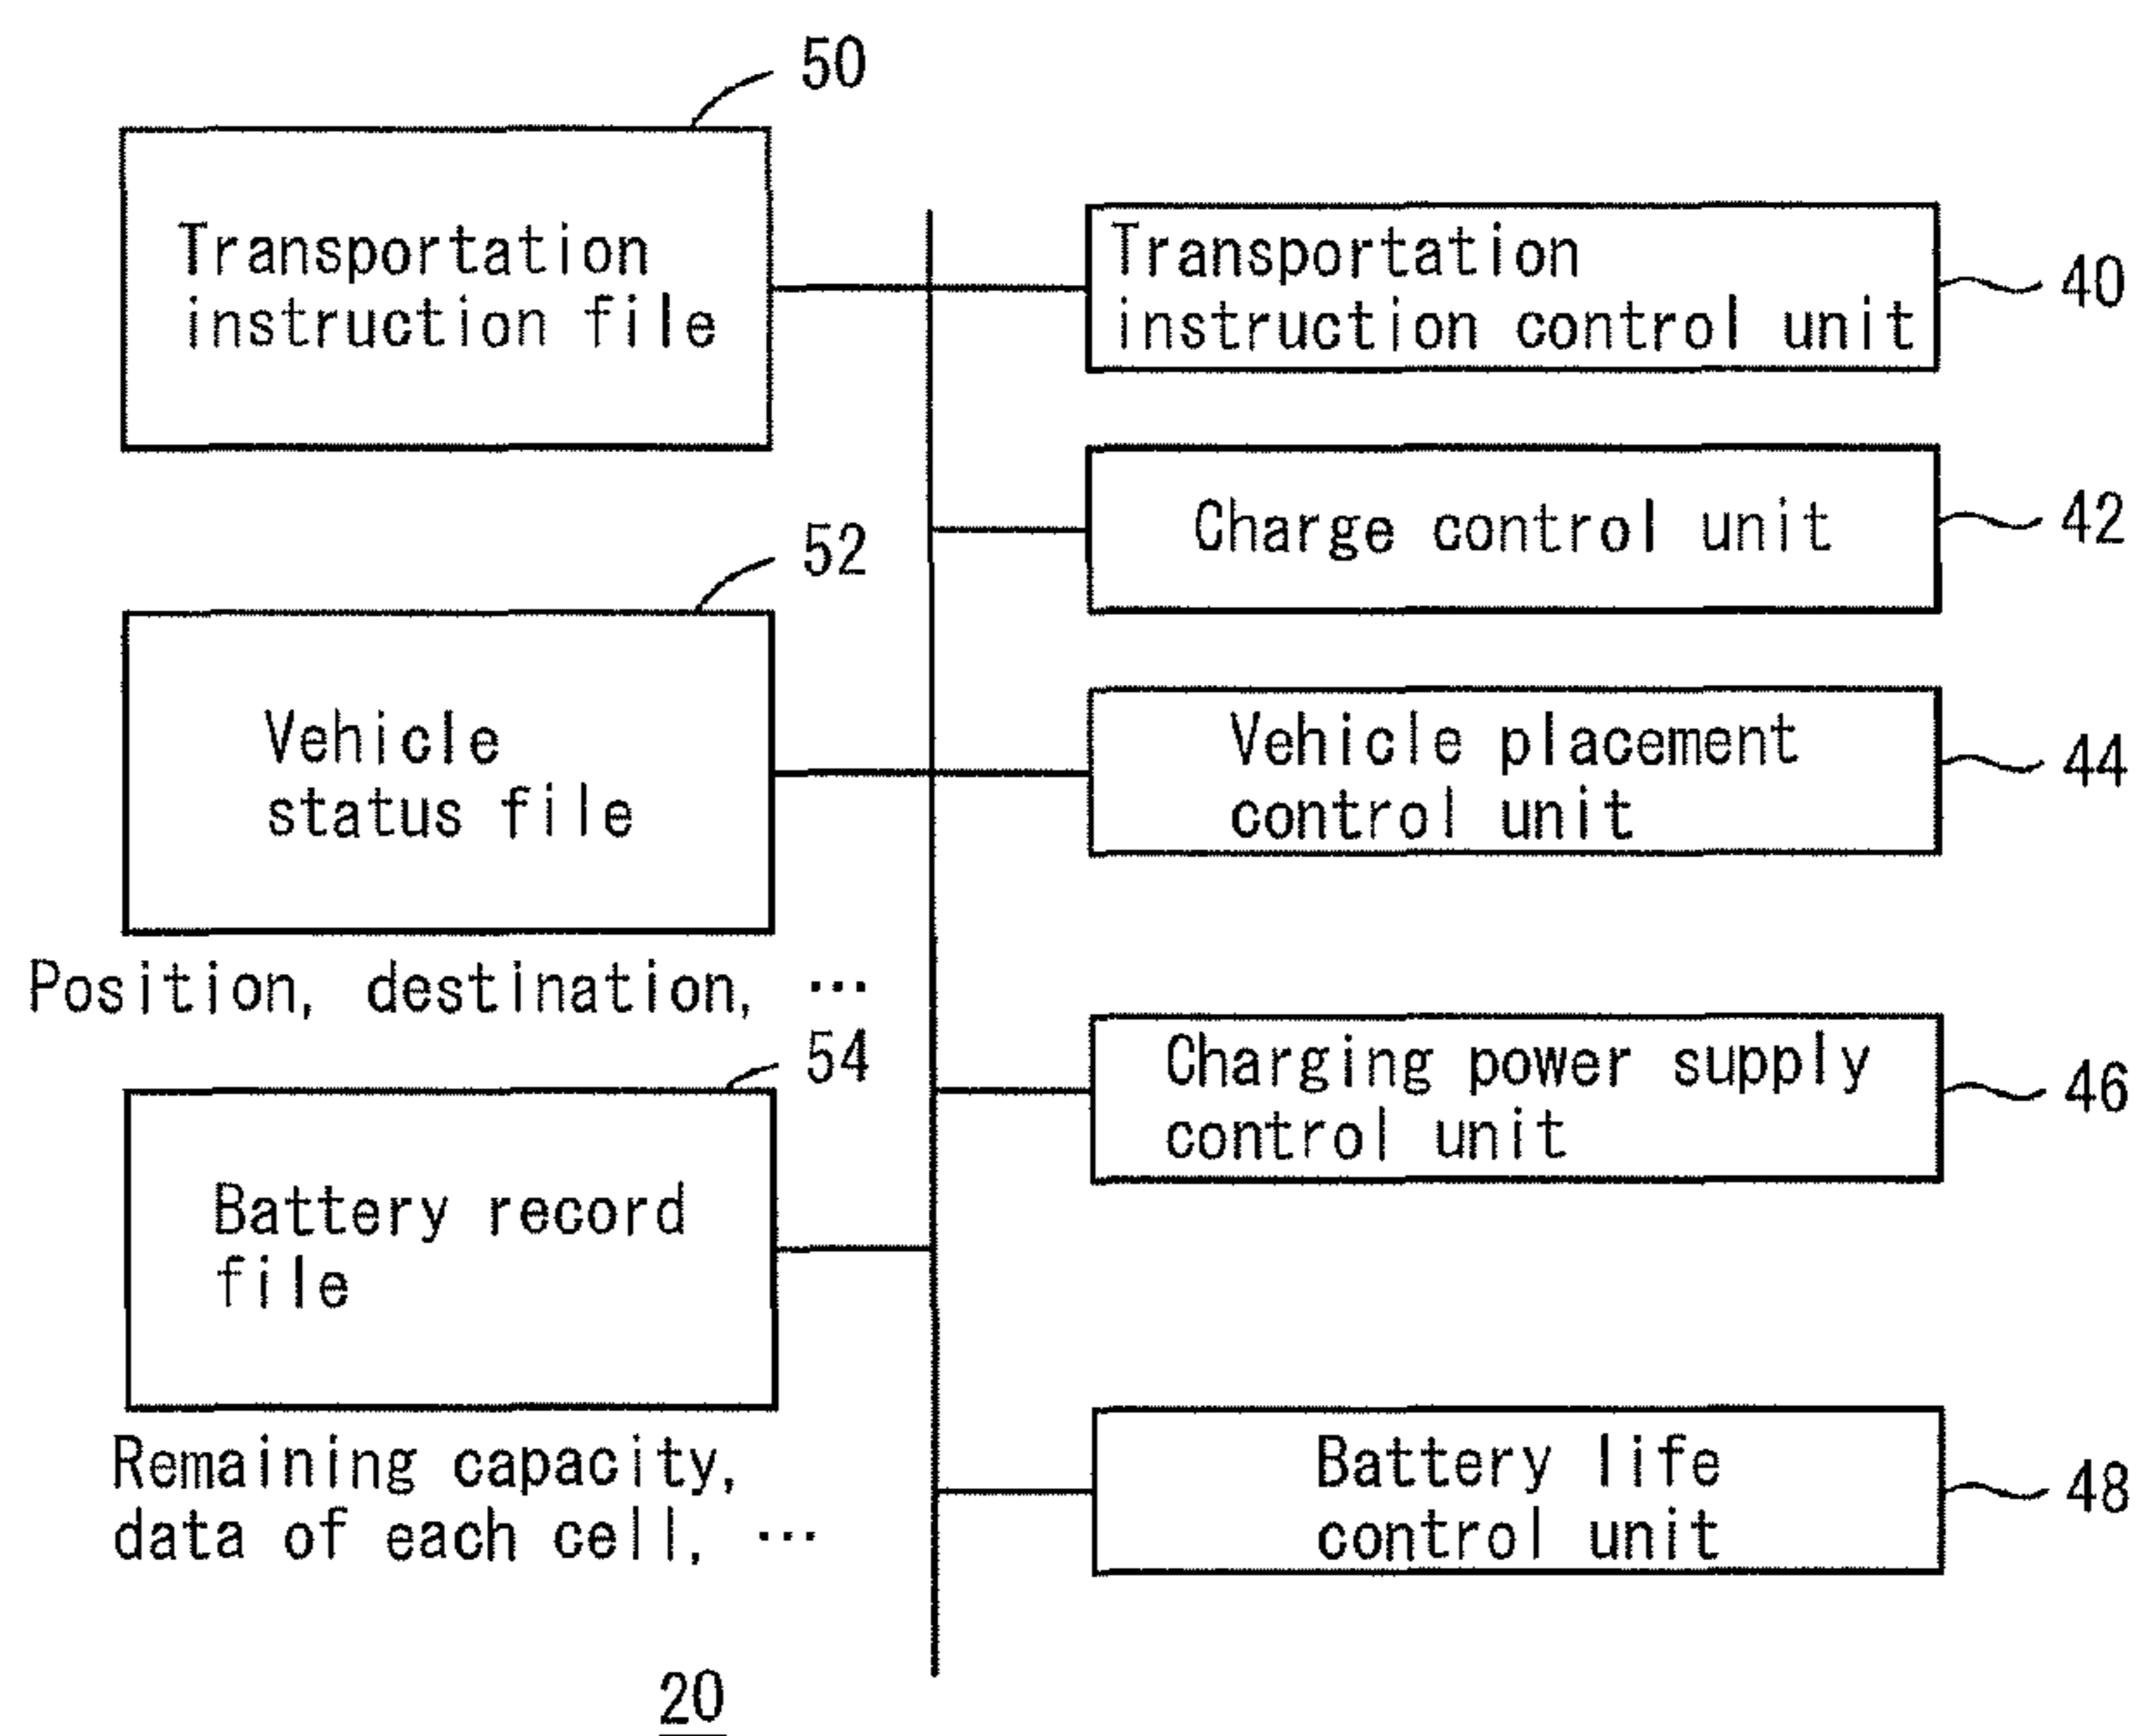 50
Transportation
instruction file
Transportation
instruction control unit
40
Charge control unit
42
52
Vehicle
status file
Position, destination, …
Vehicle placement
control unit
44
54
Battery record
file
Remaining capacity,
data of each cell, …
Charging power supply
control unit
46
Battery life
control unit
48
20